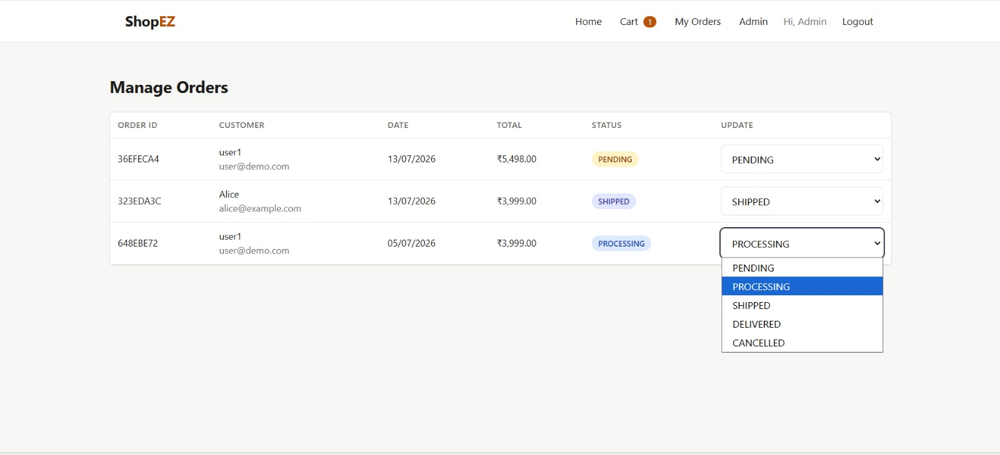 ShopEZ
Home Cart 1 My Orders Admin Hi, Admin Logout
Manage Orders
ORDER ID CUSTOMER DATE TOTAL STATUS UPDATE
36EFECA4 user1 13/07/2026 ₹5,498.00 PENDING PENDING
user@demo.com
323EDA3C Alice 13/07/2026 ₹3,999.00 SHIPPED SHIPPED
alice@example.com
648EBE72 user1 05/07/2026 ₹3,999.00 PROCESSING PROCESSING
user@demo.com
PENDING
PROCESSING
SHIPPED
DELIVERED
CANCELLED